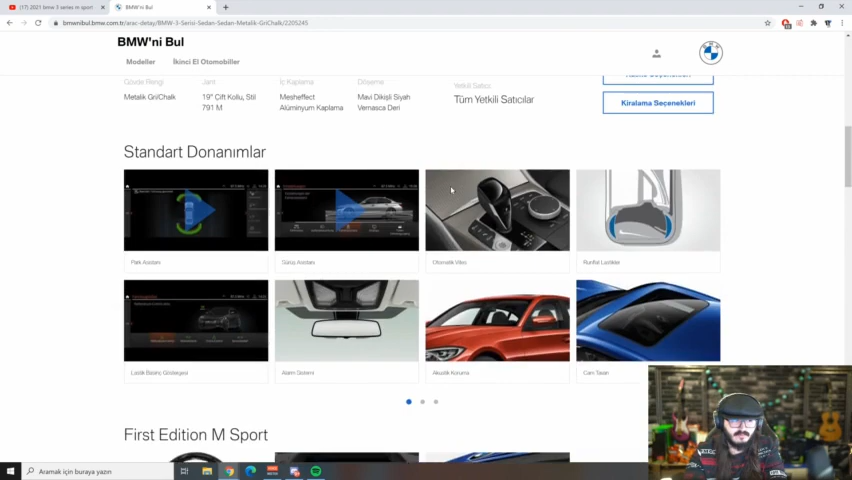 (17) 2021 bmw 3 series m sport
BMW'ni Bul
bmwnibul.bmw.com.tr/arac-detay/BMW-3-Serisi-Sedan-Sedan-Metalik-GriChalk/2205245
BMW'ni Bul
Modeller
İkinci El Otomobiller
Gövde Rengi
Jant
İç Kaplama
Döşeme
Yetkili Satıcı
Metalik GriChalk
19" Çift Kollu, Stil
791 M
Mesheffect
Alüminyum Kaplama
Mavi Dikişli Siyah
Vernasca Deri
Tüm Yetkili Satıcılar
Kiralama Seçenekleri
Standart Donanımlar
Park Asistanı
Sürüş Asistanı
Otomatik Vites
Runflat Lastikler
Lastik Basınç Göstergesi
Alarm Sistemi
Akustik Koruma
Cam Tavan
First Edition M Sport
Aramak için buraya yazın